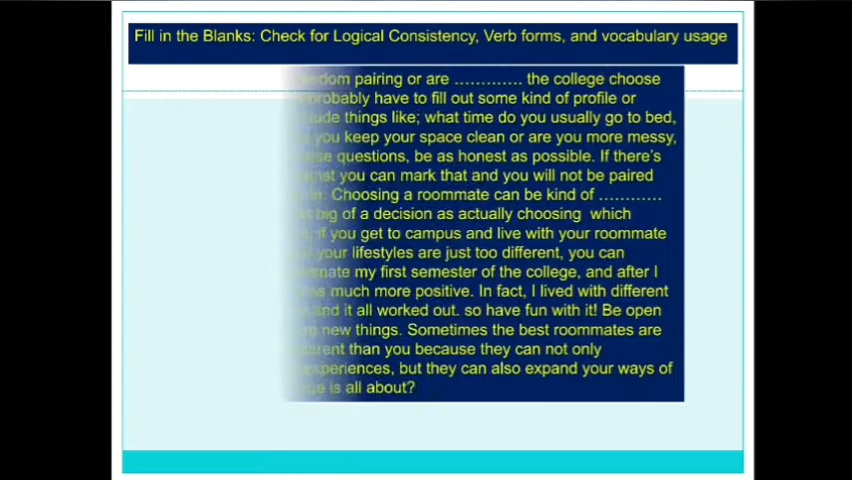 Fill in the Blanks: Check for Logical Consistency, Verb forms, and vocabulary usage
pairing or are …………. the college choose
probably have to fill out some kind of profile or
things like; what time do you usually go to bed,
you keep your space clean or are you more messy,
questions, be as honest as possible. If there's
you can mark that and you will not be paired
Choosing a roommate can be kind of …………
big of a decision as actually choosing which
if you get to campus and live with your roommate
your lifestyles are just too different, you can
my first semester of the college, and after I
much more positive. In fact, I lived with different
and it all worked out. so have fun with it! Be open
new things. Sometimes the best roommates are
than you because they can not only
experiences, but they can also expand your ways of
is all about?